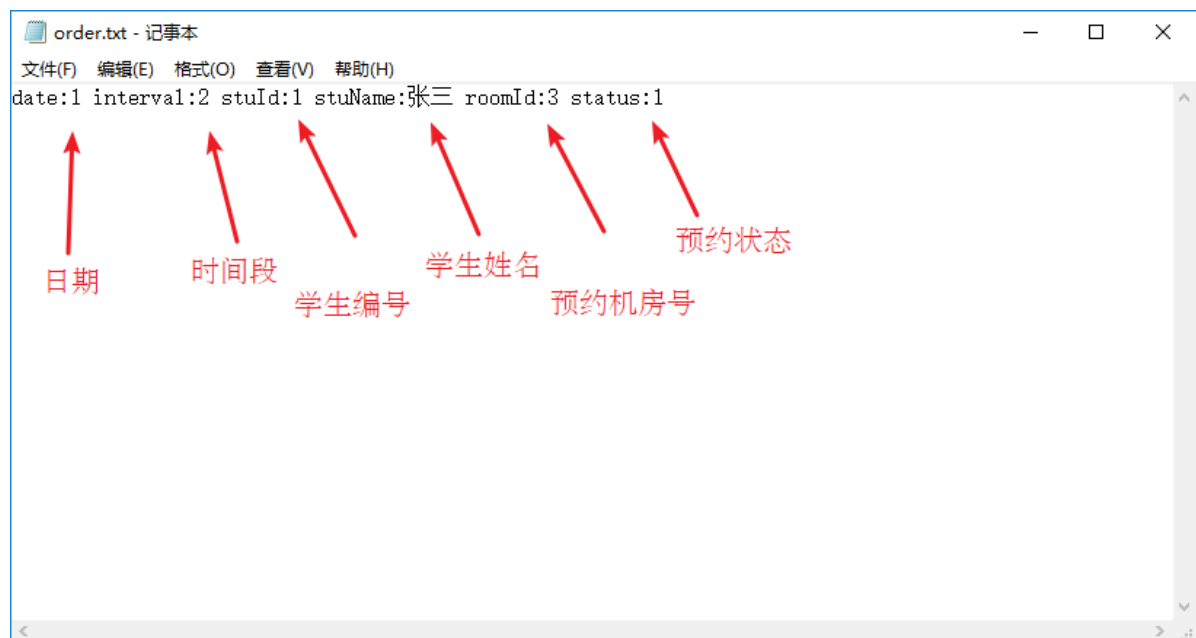 order.txt - 记事本
文件(F) 编辑(E) 格式(O) 查看(V) 帮助(H)
date:1 interval:2 stuId:1 stuName:张三 roomId:3 status:1
日期
时间段
学生编号
学生姓名
预约机房号
预约状态